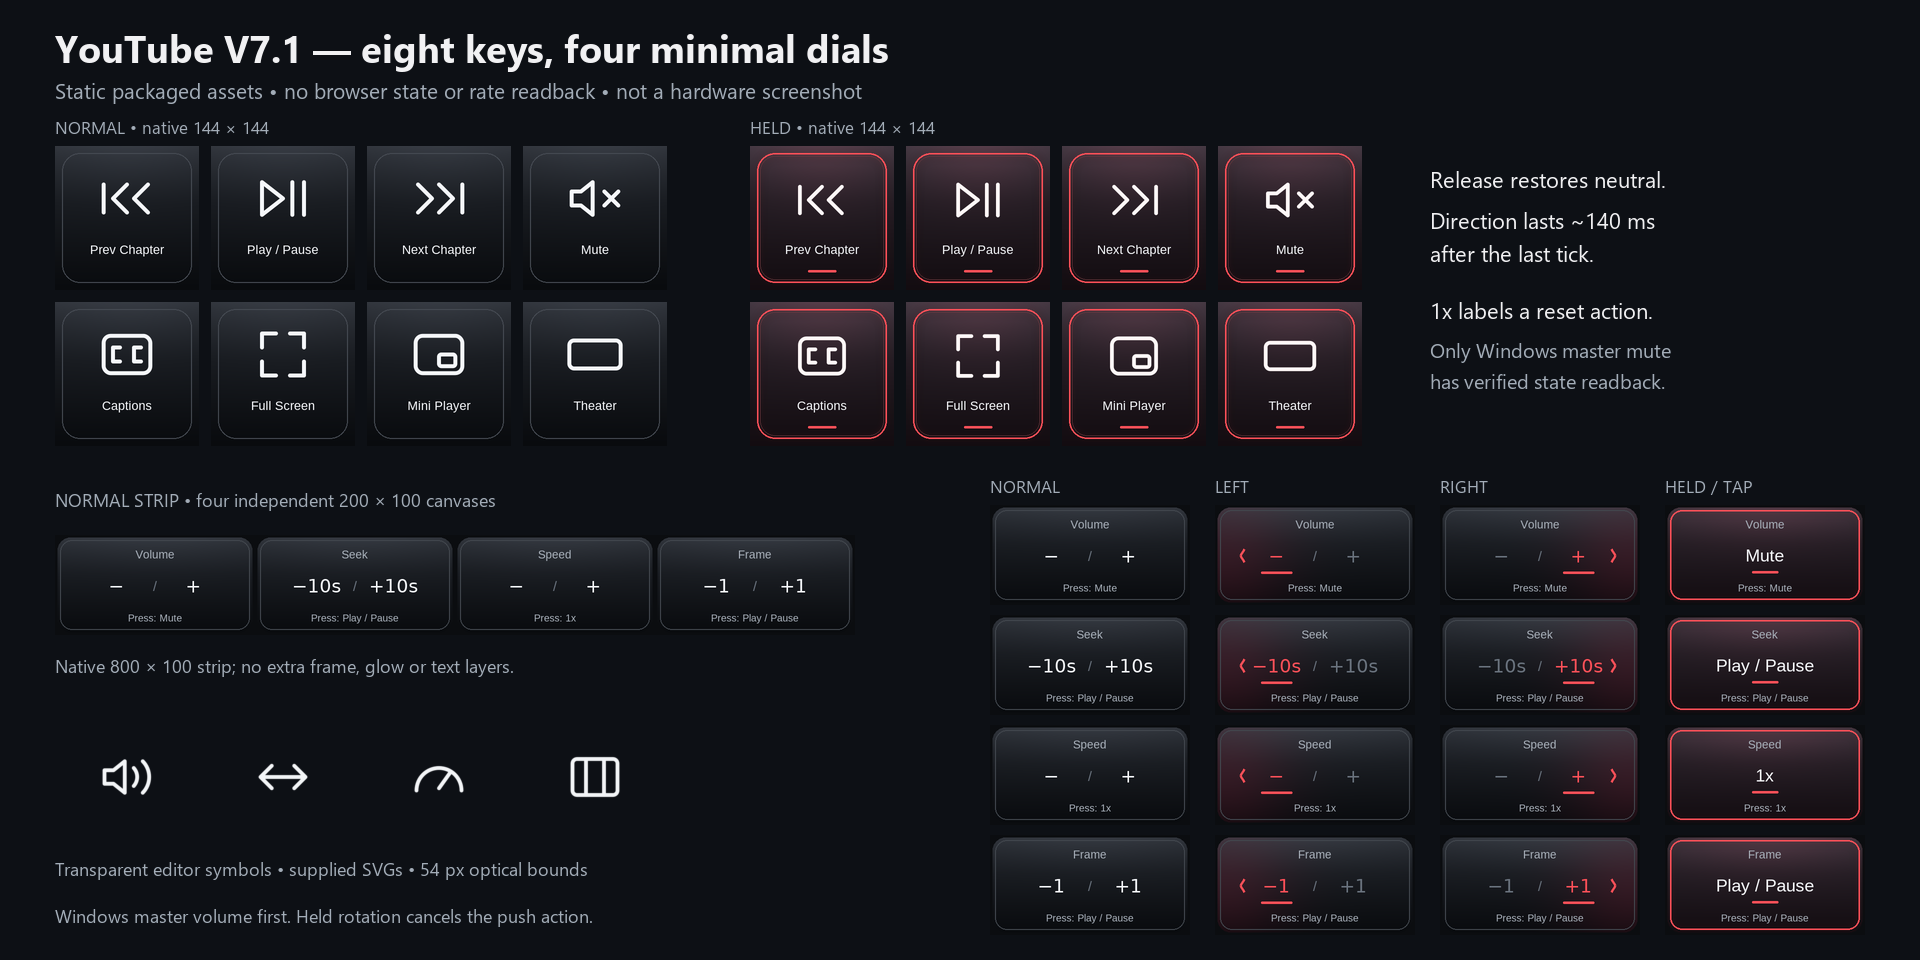 YouTube V7.1 — eight keys, four minimal dials
Static packaged assets • no browser state or rate readback • not a hardware screenshot
NORMAL • native 144 × 144
Prev Chapter
Play / Pause
Next Chapter
Mute
CC
Captions
Full Screen
Mini Player
Theater
HELD • native 144 × 144
Prev Chapter
Play / Pause
Next Chapter
Mute
CC
Captions
Full Screen
Mini Player
Theater
Release restores neutral.
Direction lasts ~140 ms
after the last tick.
1x labels a reset action.
Only Windows master mute
has verified state readback.
NORMAL STRIP • four independent 200 × 100 canvases
Volume
− / +
Press: Mute
Seek
−10s / +10s
Press: Play / Pause
Speed
− / +
Press: 1x
Frame
−1 / +1
Press: Play / Pause
Native 800 × 100 strip; no extra frame, glow or text layers.
Transparent editor symbols • supplied SVGs • 54 px optical bounds
Windows master volume first. Held rotation cancels the push action.
NORMAL
LEFT
RIGHT
HELD / TAP
Volume
− / +
Press: Mute
Volume
‹ − / +
Press: Mute
Volume
− / + ›
Press: Mute
Volume
Mute
Press: Mute
Seek
−10s / +10s
Press: Play / Pause
Seek
‹ −10s / +10s
Press: Play / Pause
Seek
−10s / +10s ›
Press: Play / Pause
Seek
Play / Pause
Press: Play / Pause
Speed
− / +
Press: 1x
Speed
‹ − / +
Press: 1x
Speed
− / + ›
Press: 1x
Speed
1x
Press: 1x
Frame
−1 / +1
Press: Play / Pause
Frame
‹ −1 / +1
Press: Play / Pause
Frame
−1 / +1 ›
Press: Play / Pause
Frame
Play / Pause
Press: Play / Pause